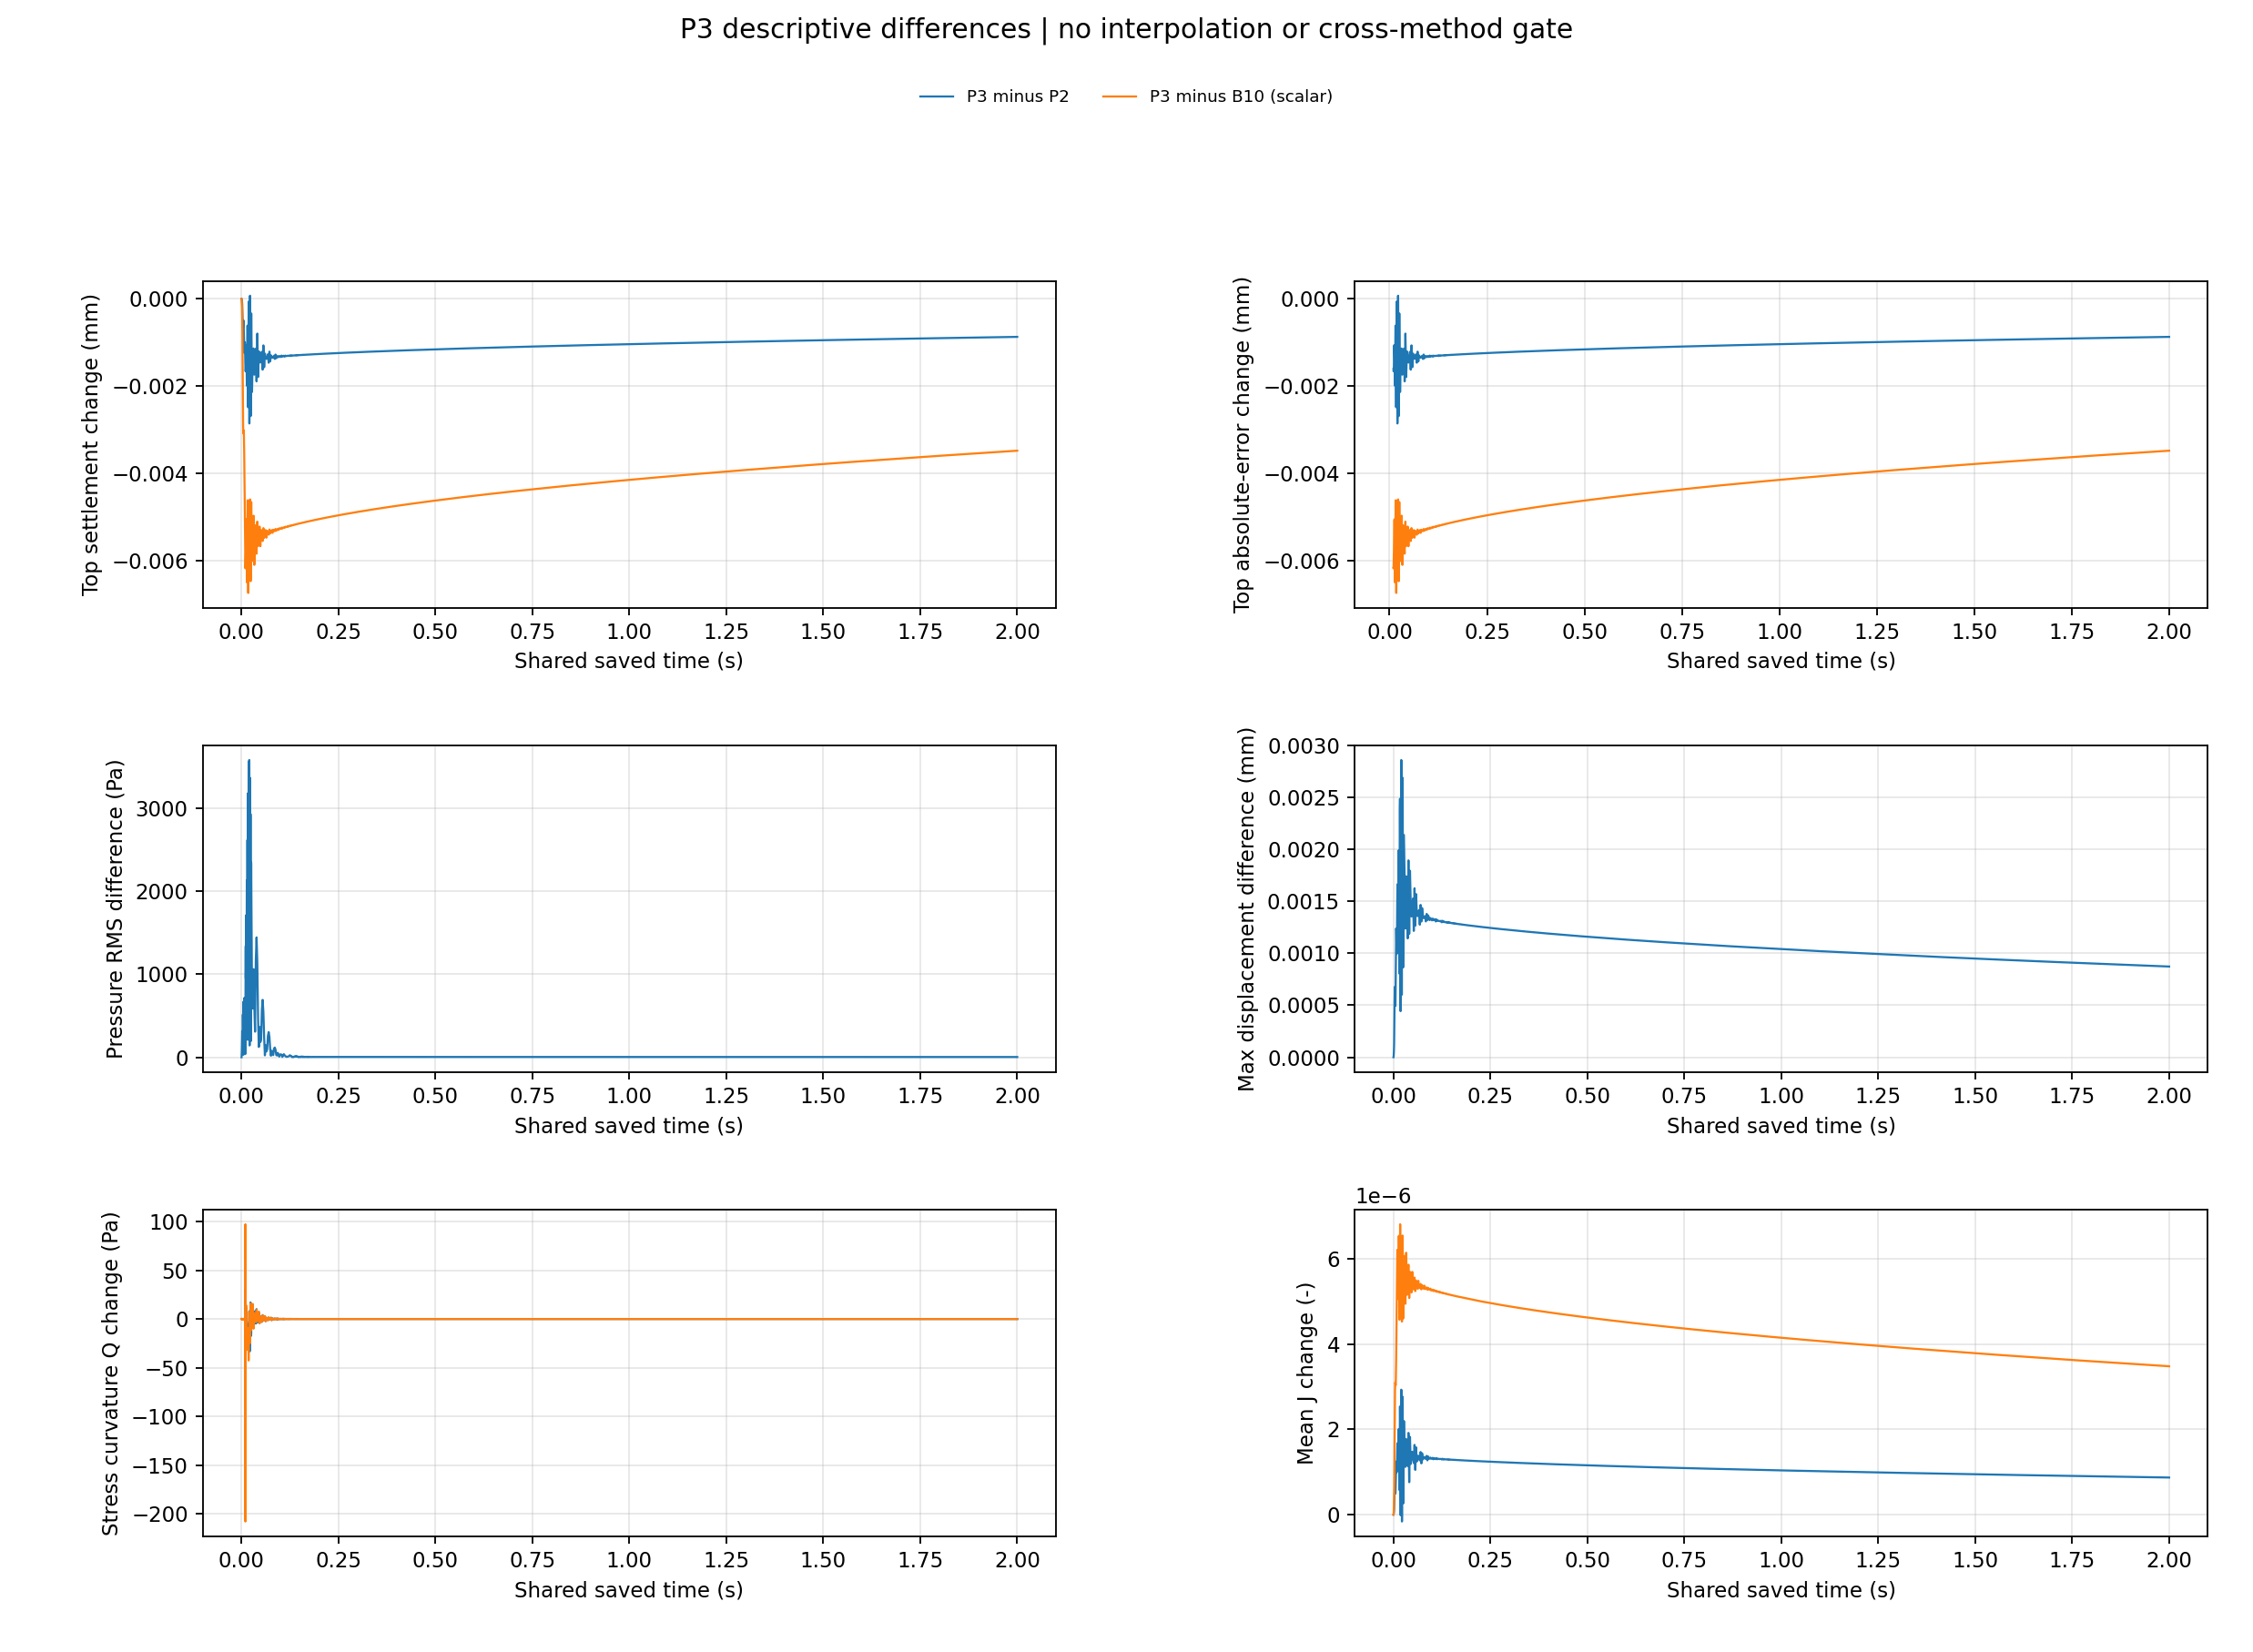 P3 descriptive differences | no interpolation or cross-method gate
P3 minus P2
P3 minus B10 (scalar)
Top settlement change (mm)
0.000
−0.002
−0.004
−0.006
0.00 0.25 0.50 0.75 1.00 1.25 1.50 1.75 2.00
Shared saved time (s)
Top absolute-error change (mm)
0.000
−0.002
−0.004
−0.006
0.00 0.25 0.50 0.75 1.00 1.25 1.50 1.75 2.00
Shared saved time (s)
Pressure RMS difference (Pa)
3000
2000
1000
0
0.00 0.25 0.50 0.75 1.00 1.25 1.50 1.75 2.00
Shared saved time (s)
Max displacement difference (mm)
0.0030
0.0025
0.0020
0.0015
0.0010
0.0005
0.0000
0.00 0.25 0.50 0.75 1.00 1.25 1.50 1.75 2.00
Shared saved time (s)
Stress curvature Q change (Pa)
100
50
0
−50
−100
−150
−200
0.00 0.25 0.50 0.75 1.00 1.25 1.50 1.75 2.00
Shared saved time (s)
1e−6
Mean J change (-)
6
4
2
0
0.00 0.25 0.50 0.75 1.00 1.25 1.50 1.75 2.00
Shared saved time (s)